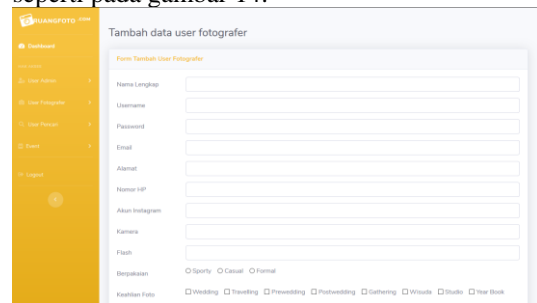 seperti pada gambar 14.
RUANGFOTO .COM
Tambah data user fotografer
Dashboard
Form Tambah User Fotografer
User Admin
User Fotografer
User Pencari
Event
Logout
Nama Lengkap
Username
Password
Email
Alamat
Nomor HP
Akun Instagram
Kamera
Flash
Berpakaian
Sporty Casual Formal
Keahlian Foto
Wedding Travelling Prewedding Postwedding Gathering Wisuda Studio Year Book